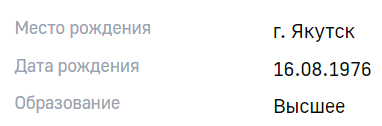 Место рождения г. Якутск
Дата рождения 16.08.1976
Образование Высшее